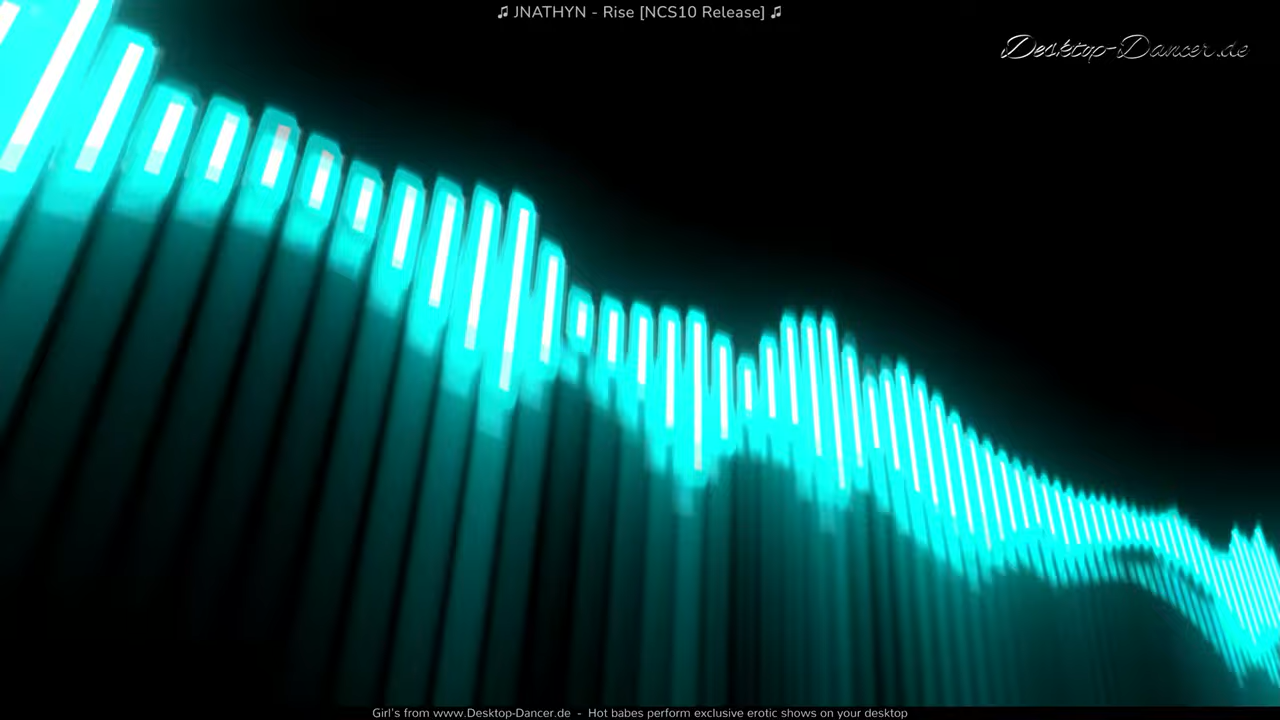 ♫ JNATHYN - Rise [NCS10 Release] ♫
Desktop-Dancer.de
Girl's from www.Desktop-Dancer.de - Hot babes perform exclusive erotic shows on your desktop